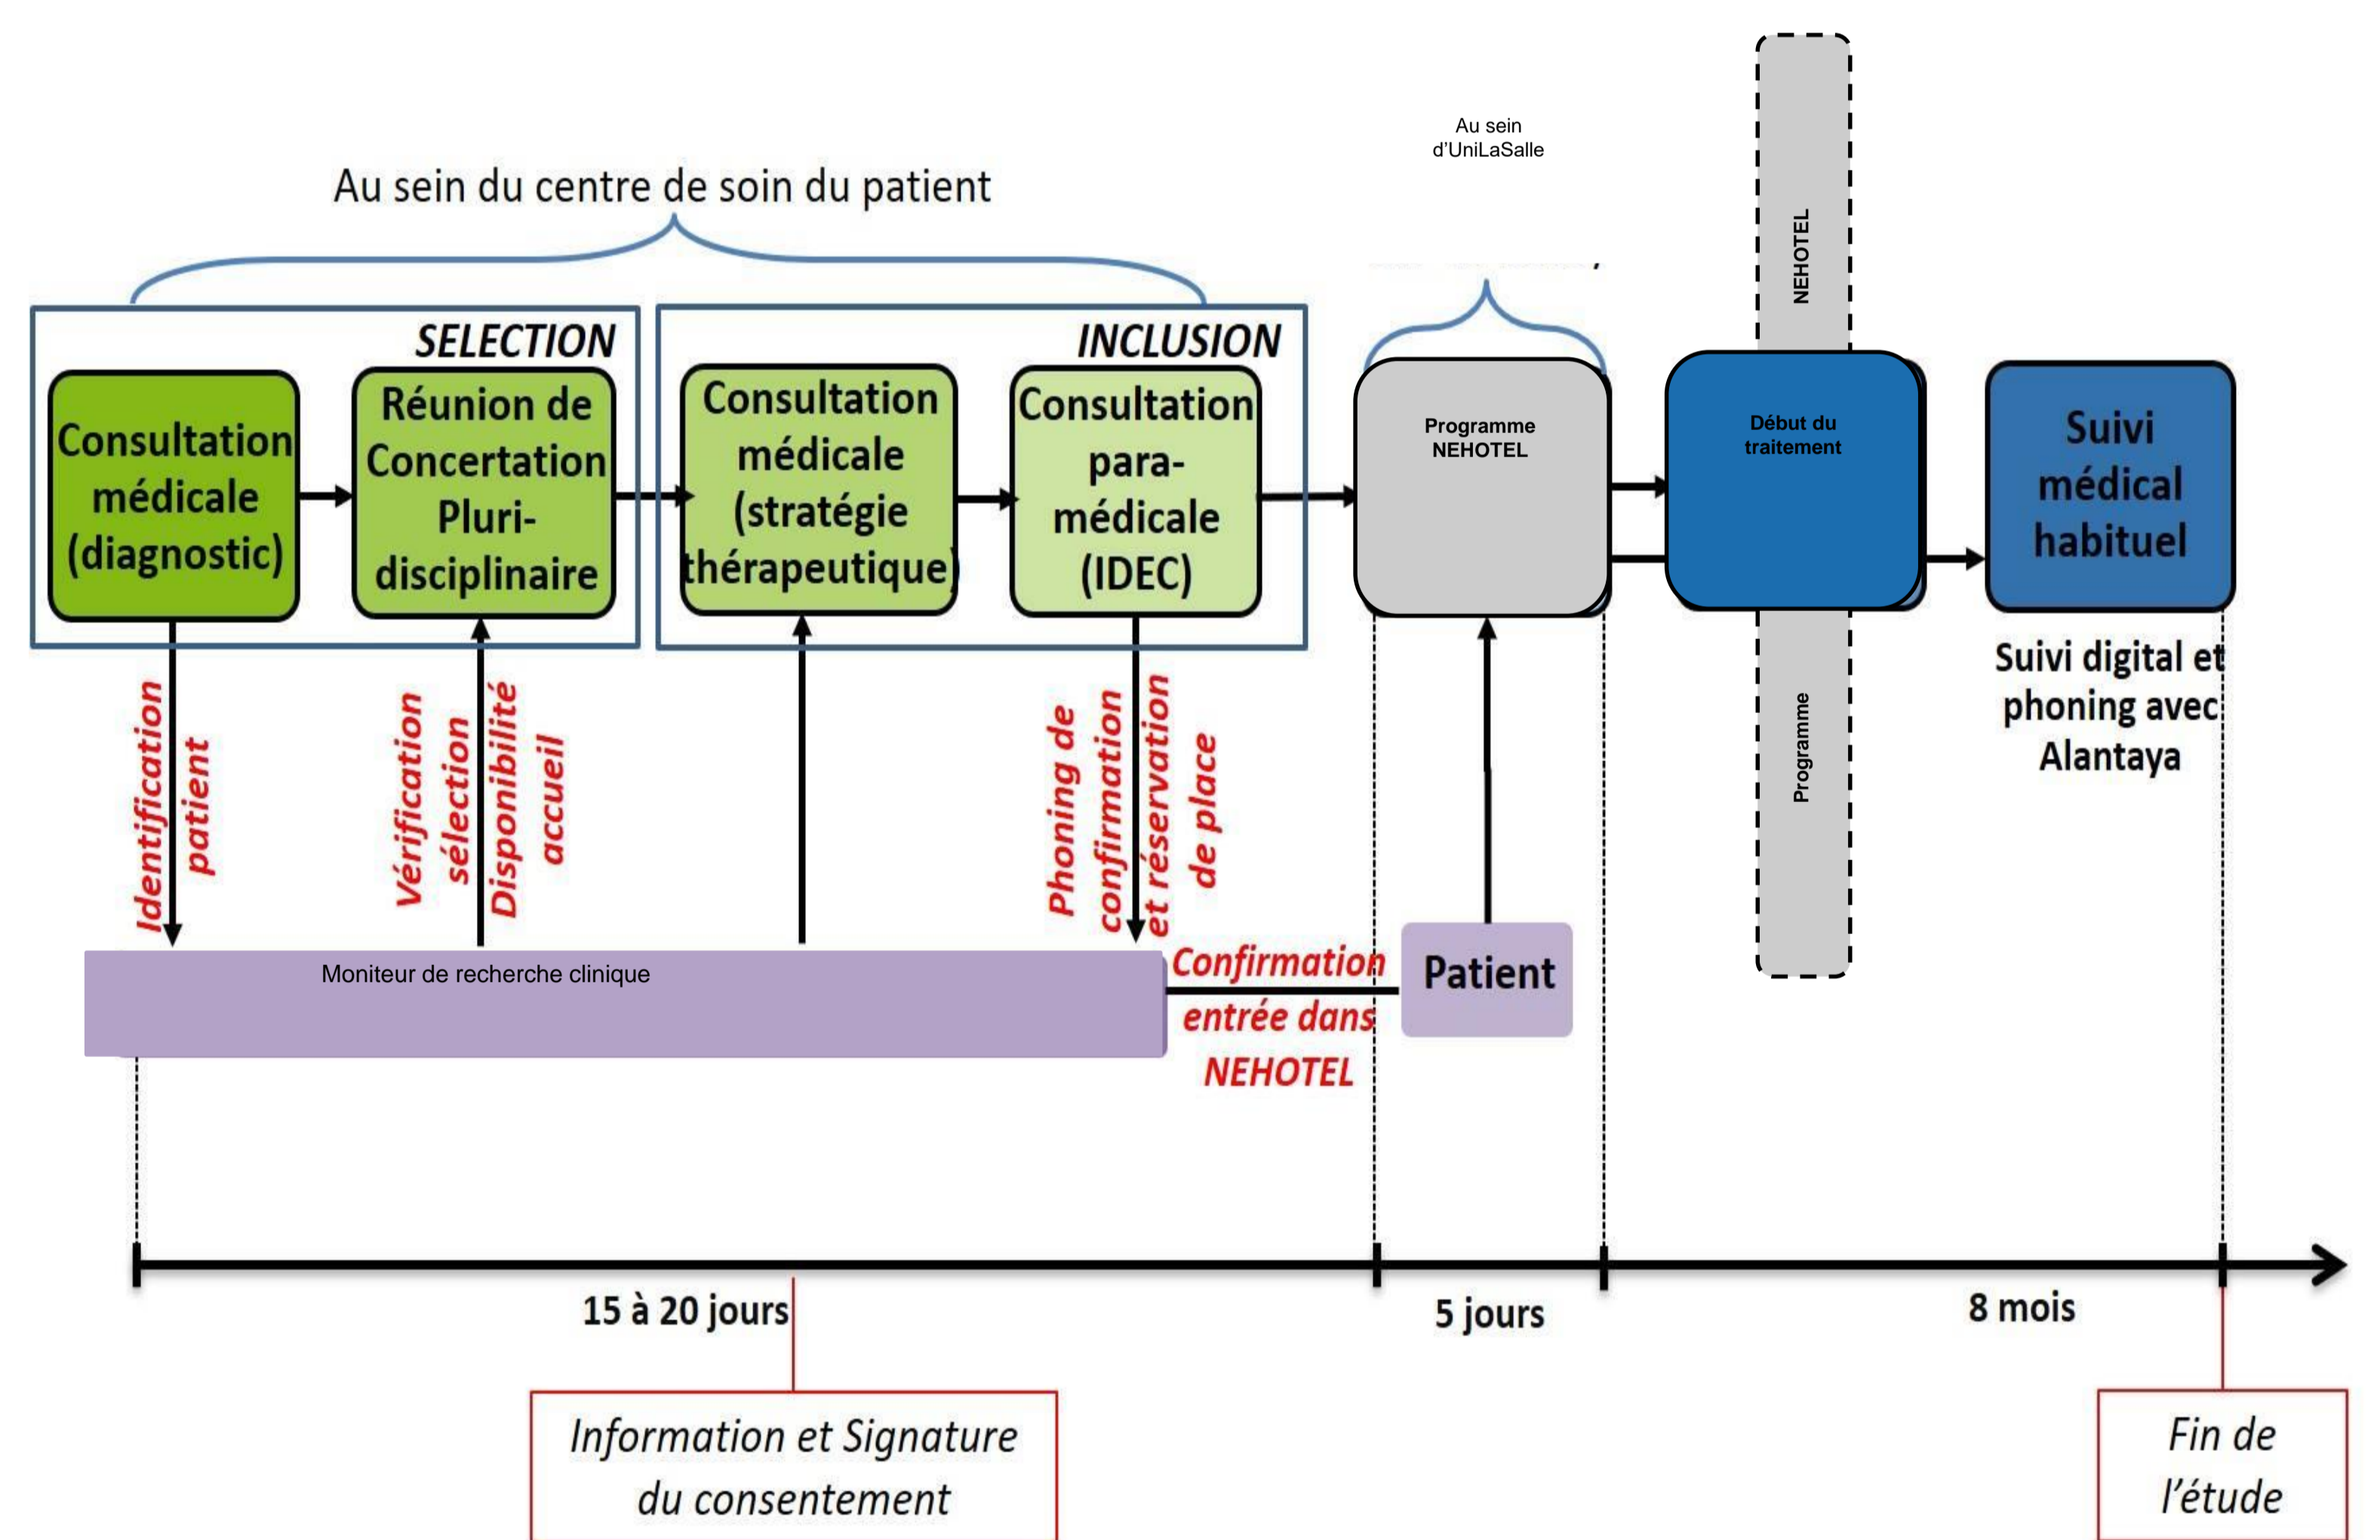 Au sein
d'UniLaSalle
Au sein du centre de soin du patient
NEHOTEL
SELECTION
INCLUSION
Consultation
médicale
(diagnostic)
Réunion de
Concertation
Pluri-
disciplinaire
Consultation
médicale
(stratégie
thérapeutique)
Consultation
para-
médicale
(IDEC)
Programme
NEHOTEL
Début du
traitement
Suivi
médical
habituel
Suivi digital et
phoning avec
Alantaya
Programme
Identification
patient
Vérification
sélection
Disponibilité
accueil
Phoning de
confirmation
et réservation
de place
Moniteur de recherche clinique
Confirmation
entrée dans
NEHOTEL
Patient
15 à 20 jours
5 jours
8 mois
Information et Signature
du consentement
Fin de
l'étude